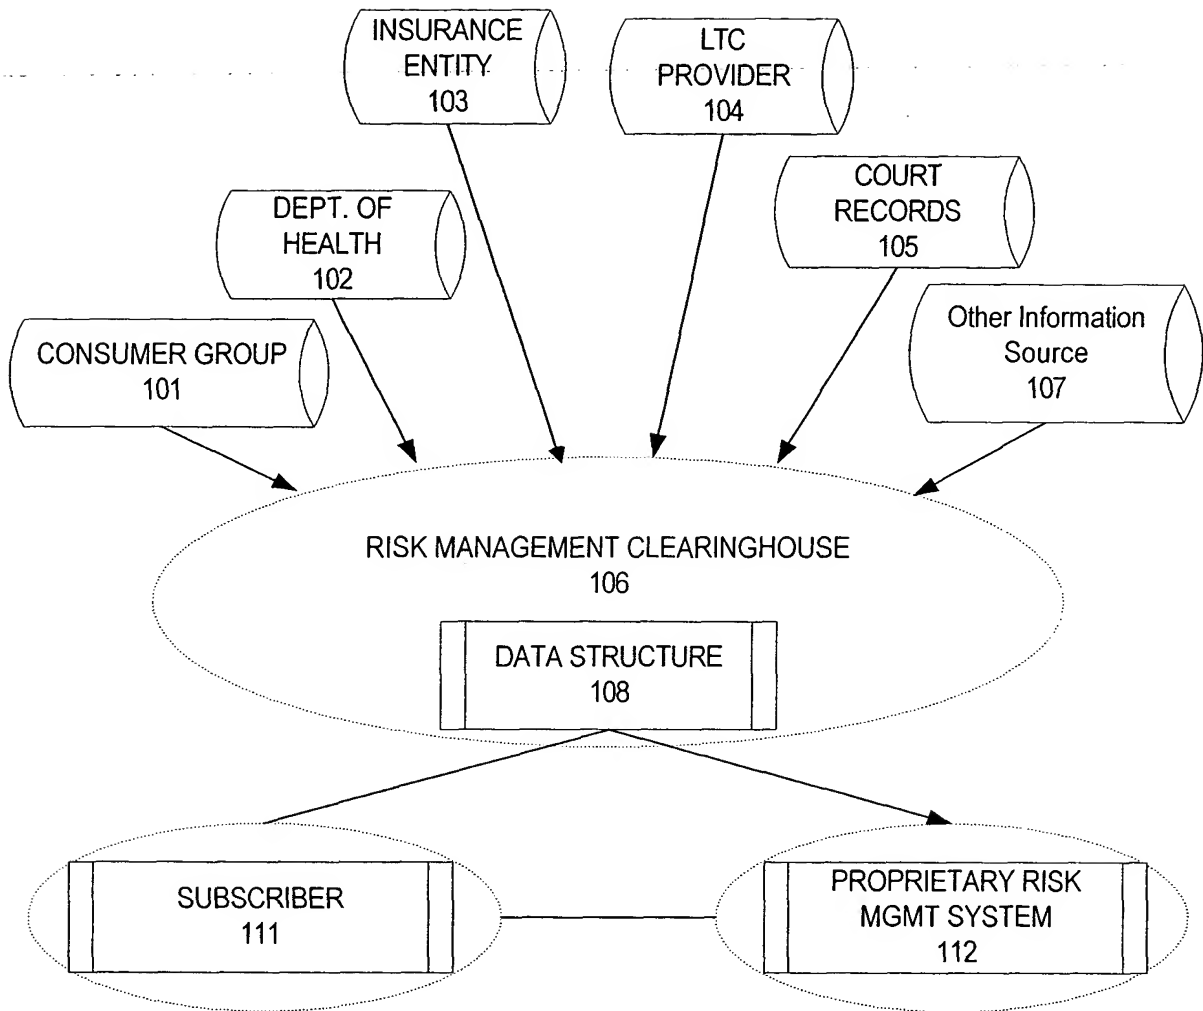 INSURANCE
ENTITY
103
LTC
PROVIDER
104
COURT
RECORDS
105
DEPT. OF
HEALTH
102
Other Information
Source
107
CONSUMER GROUP
101
RISK MANAGEMENT CLEARINGHOUSE
106
DATA STRUCTURE
108
SUBSCRIBER
111
PROPRIETARY RISK
MGMT SYSTEM
112